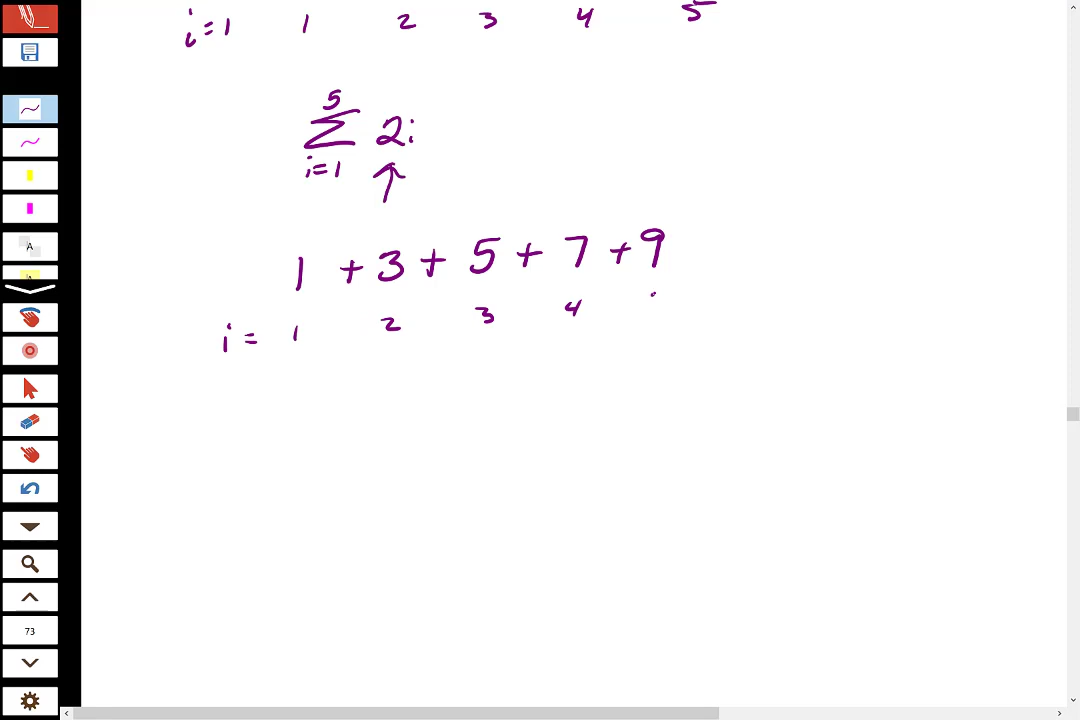 i=1 1 2 3 4 5
5
∑ 2i
i=1
1 + 3 + 5 + 7 + 9
i = 1 2 3 4
A
73